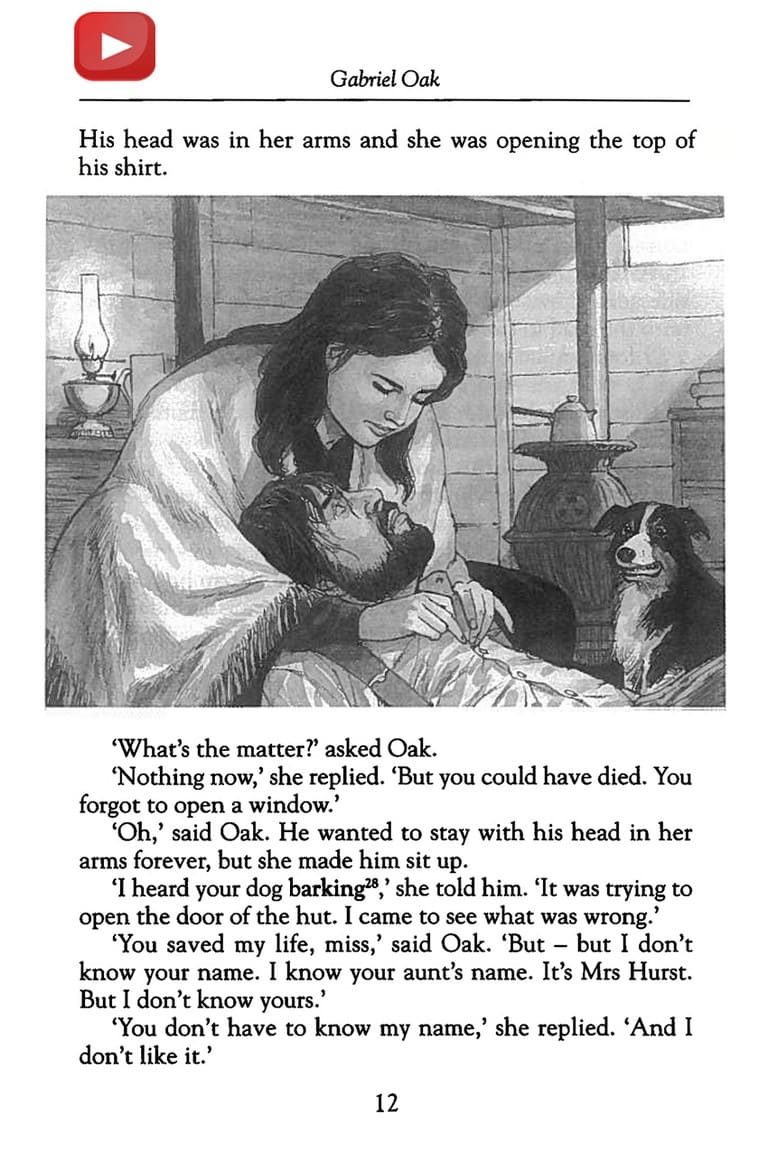 Gabriel Oak
His head was in her arms and she was opening the top of
his shirt.
‘What’s the matter?’ asked Oak.
‘Nothing now,’ she replied. ‘But you could have died. You
forgot to open a window.’
‘Oh,’ said Oak. He wanted to stay with his head in her
arms forever, but she made him sit up.
‘I heard your dog barking²⁸,’ she told him. ‘It was trying to
open the door of the hut. I came to see what was wrong.’
‘You saved my life, miss,’ said Oak. ‘But – but I don’t
know your name. I know your aunt’s name. It’s Mrs Hurst.
But I don’t know yours.’
‘You don’t have to know my name,’ she replied. ‘And I
don’t like it.’
12